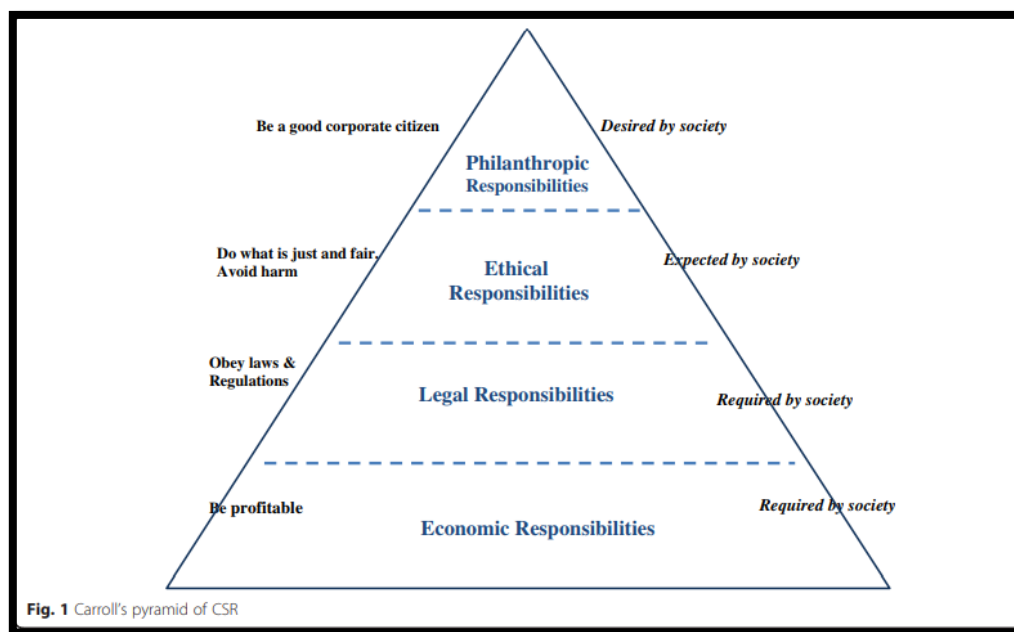 Be a good corporate citizen
Desired by society
Philanthropic
Responsibilities
Do what is just and fair,
Avoid harm
Expected by society
Ethical
Responsibilities
Obey laws &
Regulations
Legal Responsibilities
Required by society
Be profitable
Required by society
Economic Responsibilities
Fig. 1 Carroll's pyramid of CSR